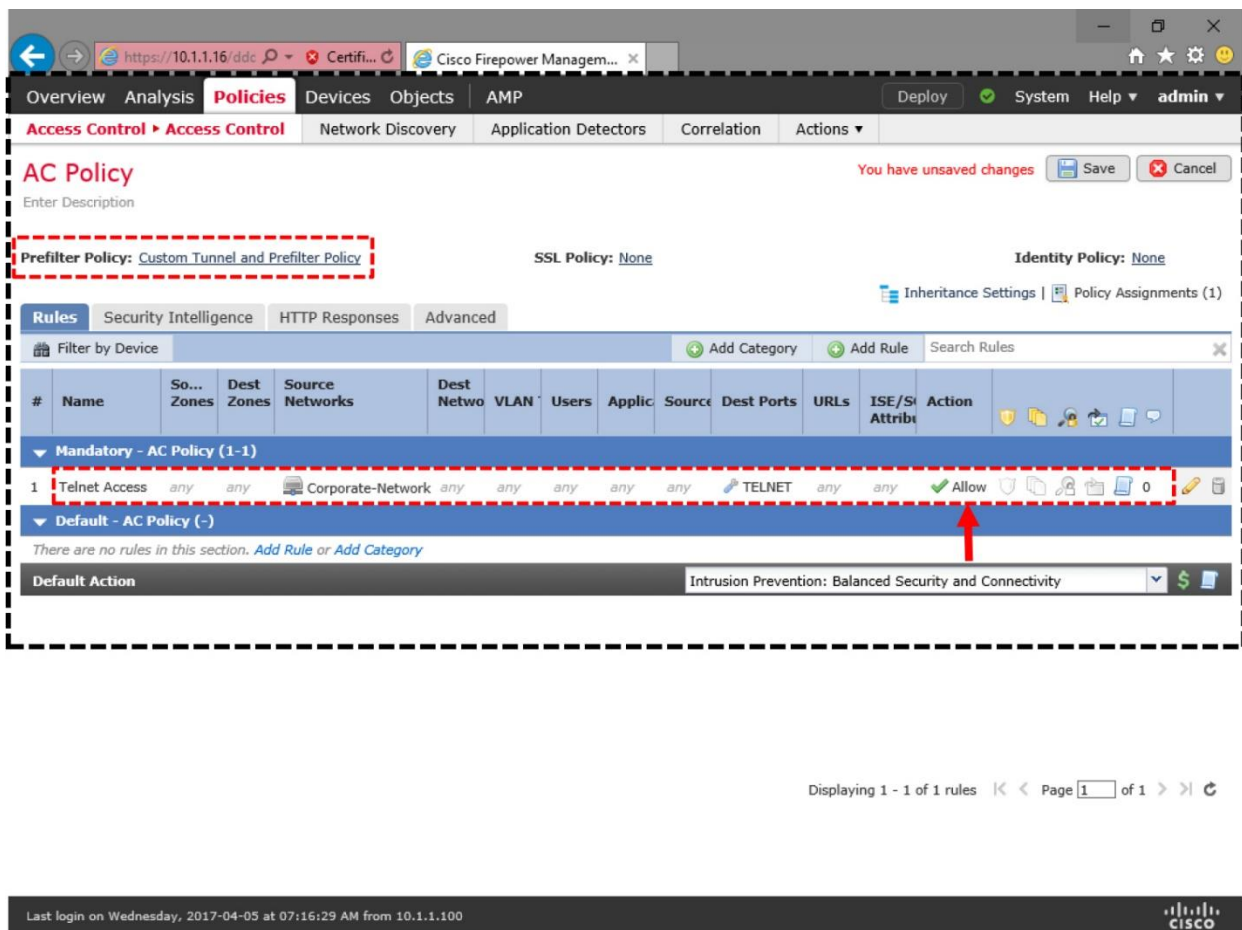 https://10.1.1.16/ddc Certifi... Cisco Firepower Managem...
Overview Analysis Policies Devices Objects AMP Deploy System Help admin
Access Control ▸ Access Control Network Discovery Application Detectors Correlation Actions
AC Policy You have unsaved changes Save Cancel
Enter Description
Prefilter Policy: Custom Tunnel and Prefilter Policy SSL Policy: None Identity Policy: None
Inheritance Settings | Policy Assignments (1)
Rules Security Intelligence HTTP Responses Advanced
Filter by Device Add Category Add Rule Search Rules
# Name So... Zones Dest Zones Source Networks Dest Netwo VLAN Users Applic Source Dest Ports URLs ISE/S Attribu Action
Mandatory - AC Policy (1-1)
1 Telnet Access any any Corporate-Network any any any any any TELNET any any Allow 0
Default - AC Policy (-)
There are no rules in this section. Add Rule or Add Category
Default Action Intrusion Prevention: Balanced Security and Connectivity $
Displaying 1 - 1 of 1 rules Page 1 of 1
Last login on Wednesday, 2017-04-05 at 07:16:29 AM from 10.1.1.100
CISCO